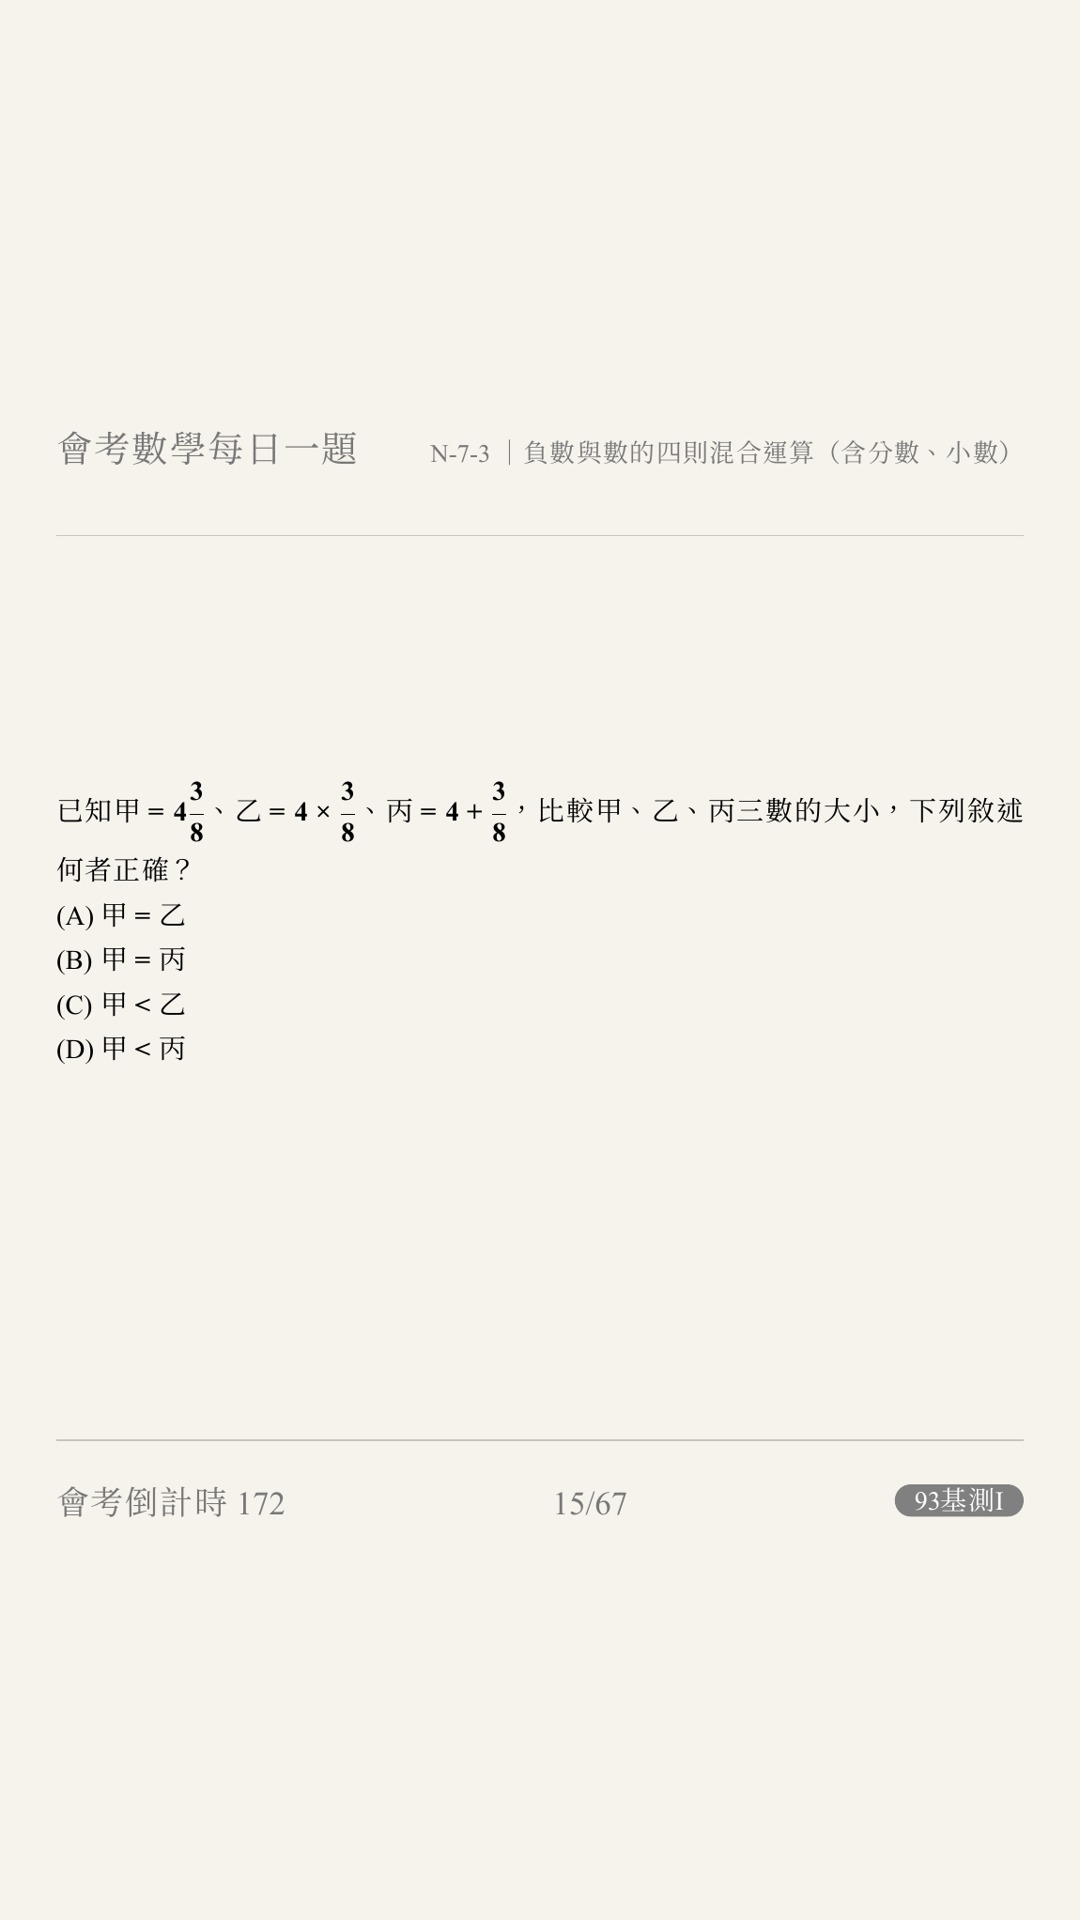 會考數學每日一題
N-7-3｜負數與數的四則混合運算（含分數、小數）
已知甲 = 4 3/8、乙 = 4 × 3/8、丙 = 4 + 3/8，比較甲、乙、丙三數的大小，下列敘述
何者正確？
(A) 甲 = 乙
(B) 甲 = 丙
(C) 甲 < 乙
(D) 甲 < 丙
會考倒計時 172
15/67
93基測I